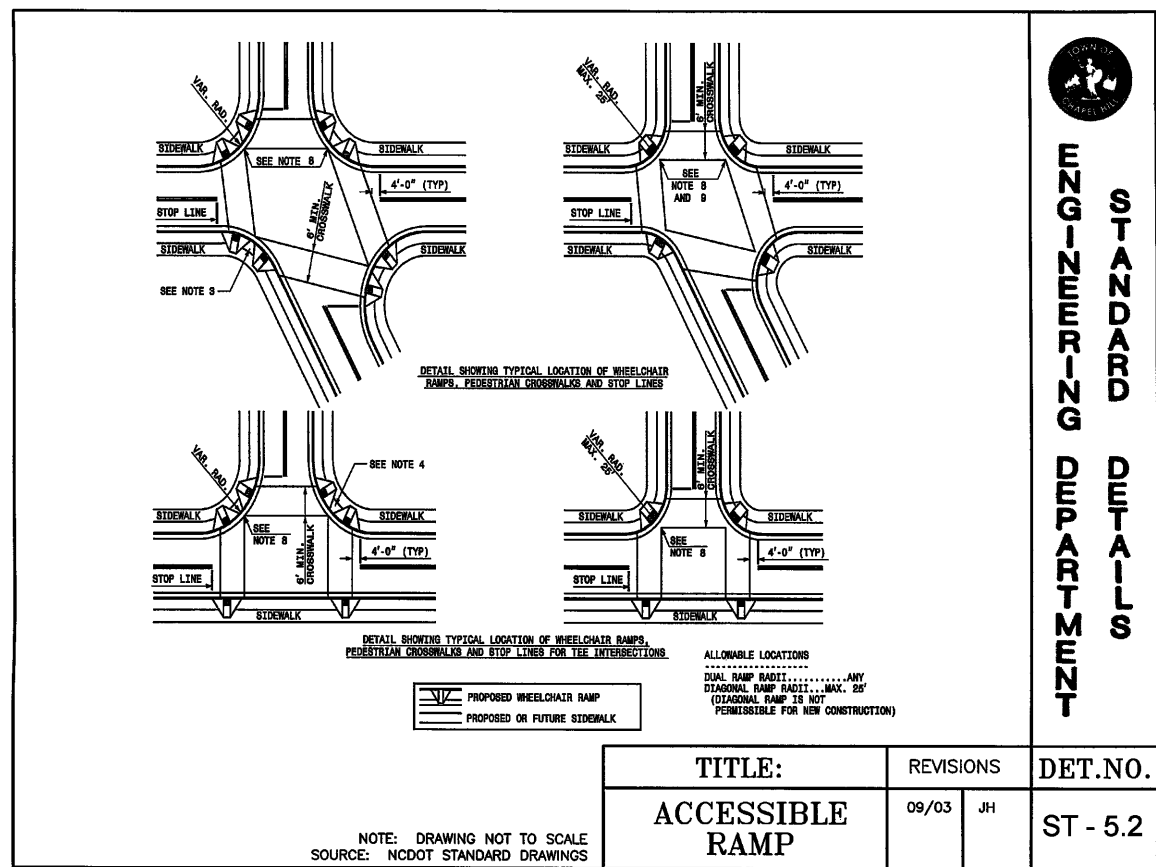 VAR. RAD.
SIDEWALK
SEE NOTE 8
SIDEWALK
4'-0" (TYP)
STOP LINE
6' MIN.
CROSSWALK
SIDEWALK
SIDEWALK
SEE NOTE 3
VAR. RAD.
MAX. 25'
6' MIN.
CROSSWALK
SIDEWALK
SIDEWALK
SEE
NOTE 8
AND 9
4'-0" (TYP)
STOP LINE
SIDEWALK
SIDEWALK
DETAIL SHOWING TYPICAL LOCATION OF WHEELCHAIR
RAMPS, PEDESTRIAN CROSSWALKS AND STOP LINES
VAR. RAD.
SEE NOTE 4
SIDEWALK
SIDEWALK
SEE
NOTE 8
6' MIN.
CROSSWALK
4'-0" (TYP)
STOP LINE
SIDEWALK
VAR. RAD.
MAX. 25'
6' MIN.
CROSSWALK
SIDEWALK
SIDEWALK
SEE
NOTE 8
4'-0" (TYP)
STOP LINE
SIDEWALK
DETAIL SHOWING TYPICAL LOCATION OF WHEELCHAIR RAMPS,
PEDESTRIAN CROSSWALKS AND STOP LINES FOR TEE INTERSECTIONS
ALLOWABLE LOCATIONS
-------------------
DUAL RAMP RADII...........ANY
DIAGONAL RAMP RADII...MAX. 25'
(DIAGONAL RAMP IS NOT
PERMISSIBLE FOR NEW CONSTRUCTION)
PROPOSED WHEELCHAIR RAMP
PROPOSED OR FUTURE SIDEWALK
NOTE: DRAWING NOT TO SCALE
SOURCE: NCDOT STANDARD DRAWINGS
TOWN OF
CHAPEL HILL
ENGINEERING DEPARTMENT
STANDARD DETAILS
TITLE:
ACCESSIBLE
RAMP
REVISIONS
09/03 JH
DET.NO.
ST - 5.2